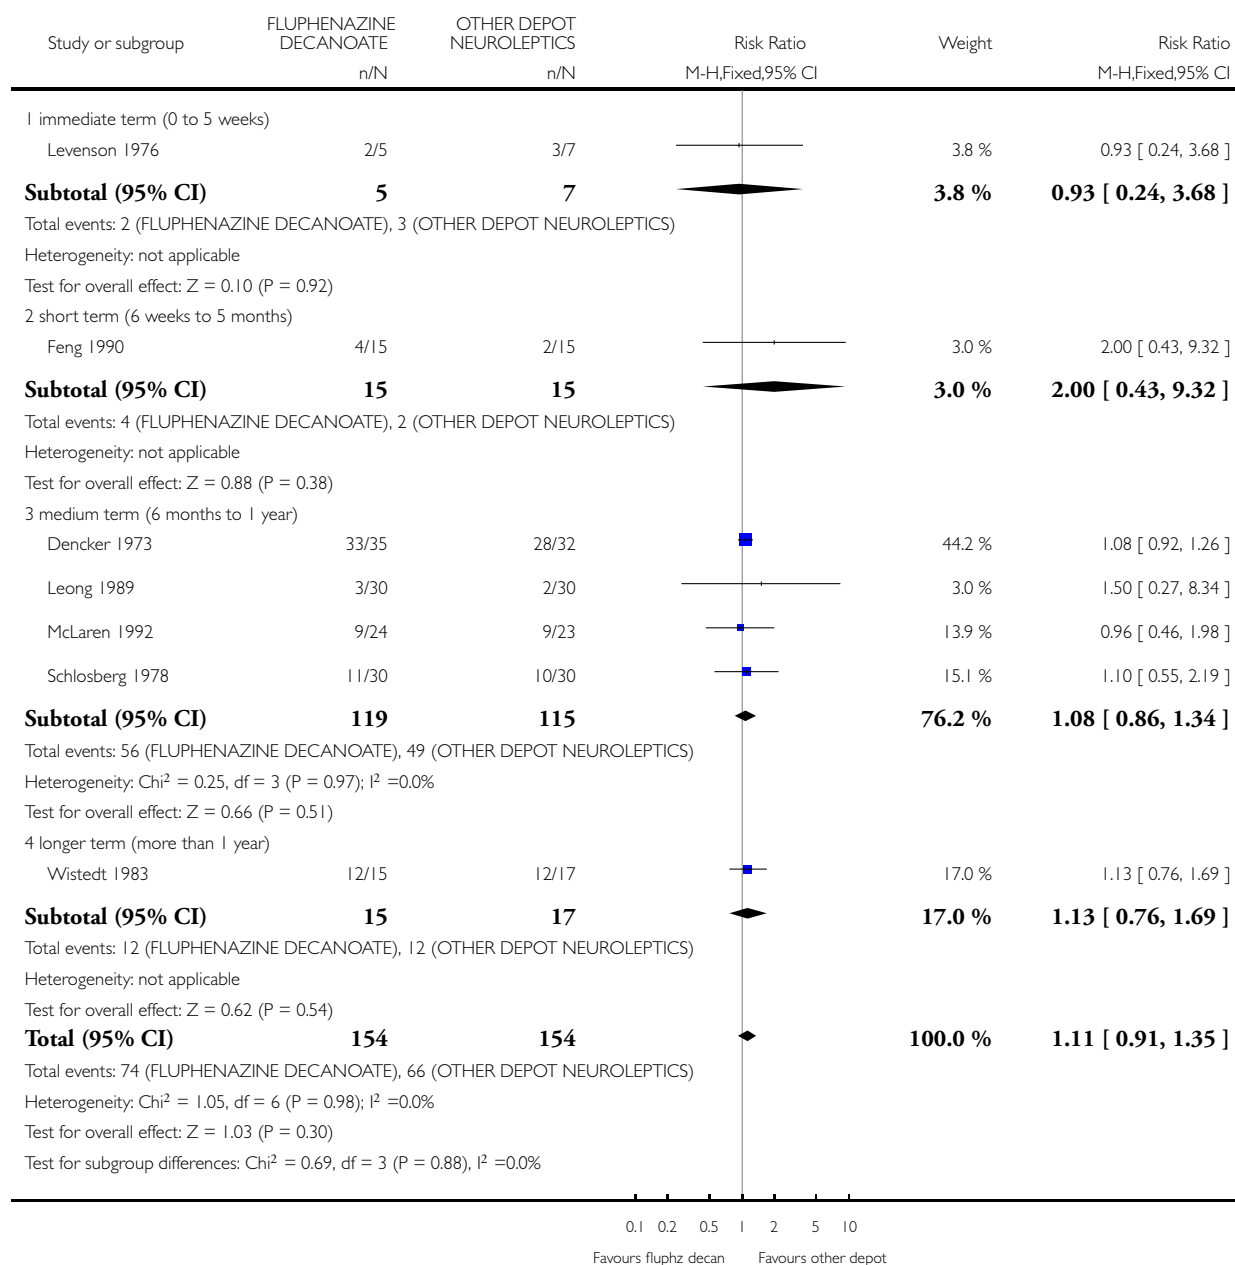 Study or subgroup FLUPHENAZINE DECANOATE OTHER DEPOT NEUROLEPTICS Risk Ratio Weight Risk Ratio
n/N n/N M-H,Fixed,95% CI M-H,Fixed,95% CI
1 immediate term (0 to 5 weeks)
Levenson 1976 2/5 3/7 3.8 % 0.93 [ 0.24, 3.68 ]
Subtotal (95% CI) 5 7 3.8 % 0.93 [ 0.24, 3.68 ]
Total events: 2 (FLUPHENAZINE DECANOATE), 3 (OTHER DEPOT NEUROLEPTICS)
Heterogeneity: not applicable
Test for overall effect: Z = 0.10 (P = 0.92)
2 short term (6 weeks to 5 months)
Feng 1990 4/15 2/15 3.0 % 2.00 [ 0.43, 9.32 ]
Subtotal (95% CI) 15 15 3.0 % 2.00 [ 0.43, 9.32 ]
Total events: 4 (FLUPHENAZINE DECANOATE), 2 (OTHER DEPOT NEUROLEPTICS)
Heterogeneity: not applicable
Test for overall effect: Z = 0.88 (P = 0.38)
3 medium term (6 months to 1 year)
Dencker 1973 33/35 28/32 44.2 % 1.08 [ 0.92, 1.26 ]
Leong 1989 3/30 2/30 3.0 % 1.50 [ 0.27, 8.34 ]
McLaren 1992 9/24 9/23 13.9 % 0.96 [ 0.46, 1.98 ]
Schlosberg 1978 11/30 10/30 15.1 % 1.10 [ 0.55, 2.19 ]
Subtotal (95% CI) 119 115 76.2 % 1.08 [ 0.86, 1.34 ]
Total events: 56 (FLUPHENAZINE DECANOATE), 49 (OTHER DEPOT NEUROLEPTICS)
Heterogeneity: Chi² = 0.25, df = 3 (P = 0.97); I² =0.0%
Test for overall effect: Z = 0.66 (P = 0.51)
4 longer term (more than 1 year)
Wistedt 1983 12/15 12/17 17.0 % 1.13 [ 0.76, 1.69 ]
Subtotal (95% CI) 15 17 17.0 % 1.13 [ 0.76, 1.69 ]
Total events: 12 (FLUPHENAZINE DECANOATE), 12 (OTHER DEPOT NEUROLEPTICS)
Heterogeneity: not applicable
Test for overall effect: Z = 0.62 (P = 0.54)
Total (95% CI) 154 154 100.0 % 1.11 [ 0.91, 1.35 ]
Total events: 74 (FLUPHENAZINE DECANOATE), 66 (OTHER DEPOT NEUROLEPTICS)
Heterogeneity: Chi² = 1.05, df = 6 (P = 0.98); I² =0.0%
Test for overall effect: Z = 1.03 (P = 0.30)
Test for subgroup differences: Chi² = 0.69, df = 3 (P = 0.88), I² =0.0%
0.1 0.2 0.5 1 2 5 10
Favours fluphz decan Favours other depot